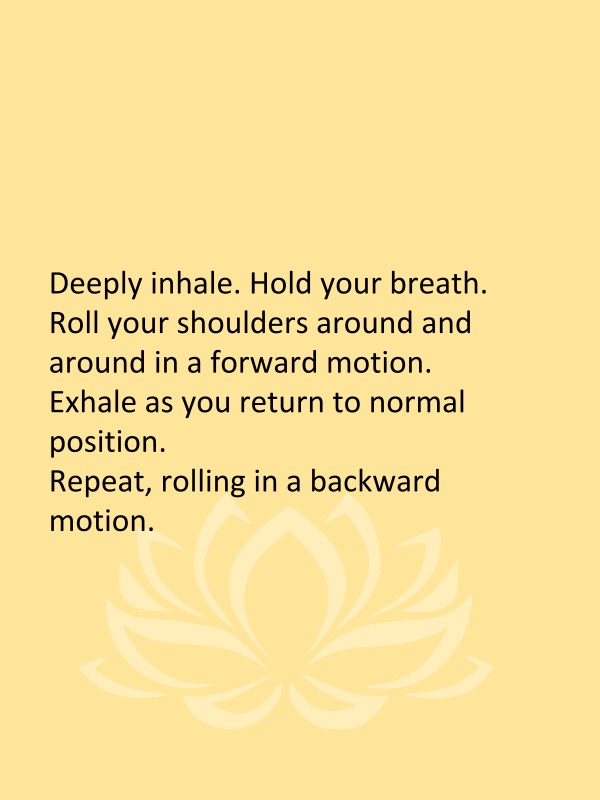 Deeply inhale. Hold your breath.
Roll your shoulders around and
around in a forward motion.
Exhale as you return to normal
position.
Repeat, rolling in a backward
motion.